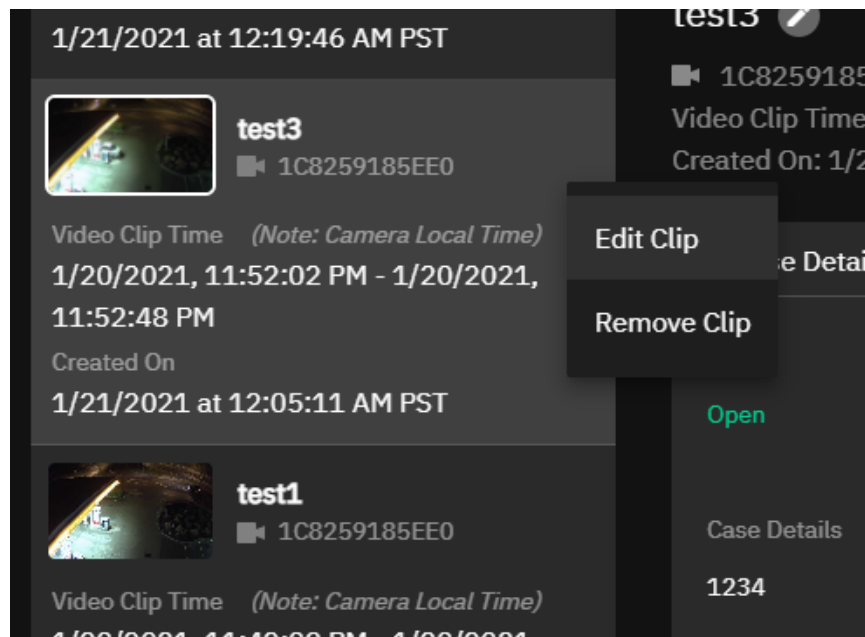 1/21/2021 at 12:19:46 AM PST
test3
1C8259185EE0
Video Clip Time (Note: Camera Local Time)
1/20/2021, 11:52:02 PM - 1/20/2021,
11:52:48 PM
Created On
1/21/2021 at 12:05:11 AM PST
test1
1C8259185EE0
Video Clip Time (Note: Camera Local Time)
Edit Clip
Remove Clip
test3
1C8259185
Video Clip Time
Created On: 1/2
Open
Case Details
1234